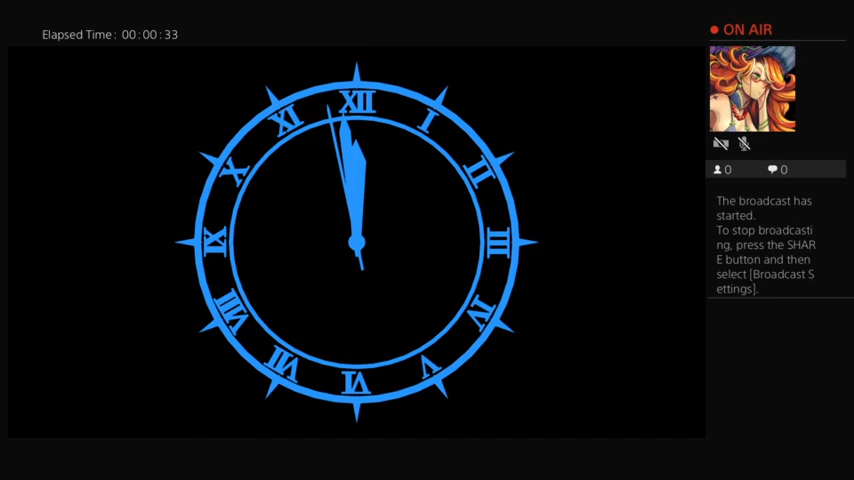 Elapsed Time: 00:00:33
ON AIR
XII
XI
I
X
II
IX
III
VIII
IV
VII
V
VI
0
0
The broadcast has
started.
To stop broadcasti
ng, press the SHAR
E button and then
select [Broadcast S
ettings].